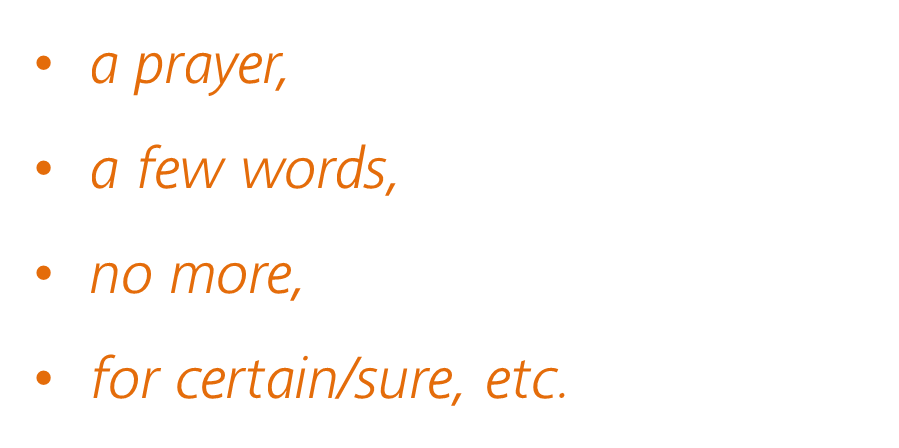 • a prayer,
• a few words,
• no more,
• for certain/sure, etc.